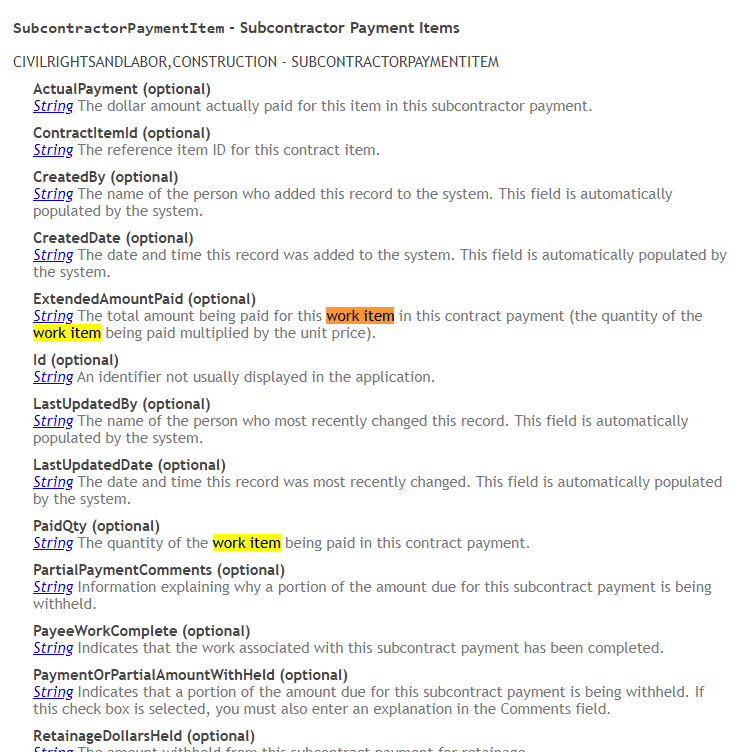 SubcontractorPaymentItem - Subcontractor Payment Items
CIVILRIGHTSANDLABOR,CONSTRUCTION - SUBCONTRACTORPAYMENTITEM
ActualPayment (optional)
String The dollar amount actually paid for this item in this subcontractor payment.
ContractItemId (optional)
String The reference item ID for this contract item.
CreatedBy (optional)
String The name of the person who added this record to the system. This field is automatically
populated by the system.
CreatedDate (optional)
String The date and time this record was added to the system. This field is automatically populated by
the system.
ExtendedAmountPaid (optional)
String The total amount being paid for this work item in this contract payment (the quantity of the
work item being paid multiplied by the unit price).
Id (optional)
String An identifier not usually displayed in the application.
LastUpdatedBy (optional)
String The name of the person who most recently changed this record. This field is automatically
populated by the system.
LastUpdatedDate (optional)
String The date and time this record was most recently changed. This field is automatically populated
by the system.
PaidQty (optional)
String The quantity of the work item being paid in this contract payment.
PartialPaymentComments (optional)
String Information explaining why a portion of the amount due for this subcontract payment is being
withheld.
PayeeWorkComplete (optional)
String Indicates that the work associated with this subcontract payment has been completed.
PaymentOrPartialAmountWithHeld (optional)
String Indicates that a portion of the amount due for this subcontract payment is being withheld. If
this check box is selected, you must also enter an explanation in the Comments field.
RetainageDollarsHeld (optional)
String The amount withheld from this subcontract payment for retainage.